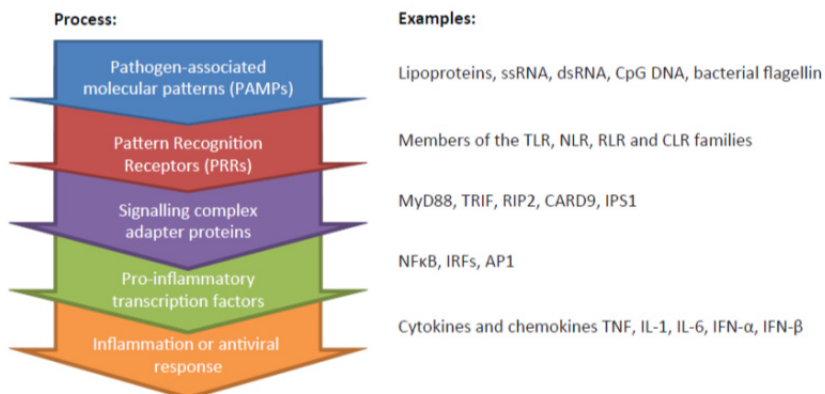 Process:
Examples:
Pathogen-associated
molecular patterns (PAMPs)
Lipoproteins, ssRNA, dsRNA, CpG DNA, bacterial flagellin
Pattern Recognition
Receptors (PRRs)
Members of the TLR, NLR, RLR and CLR families
Signalling complex
adapter proteins
MyD88, TRIF, RIP2, CARD9, IPS1
Pro-inflammatory
transcription factors
NFκB, IRFs, AP1
Inflammation or antiviral
response
Cytokines and chemokines TNF, IL-1, IL-6, IFN-α, IFN-β